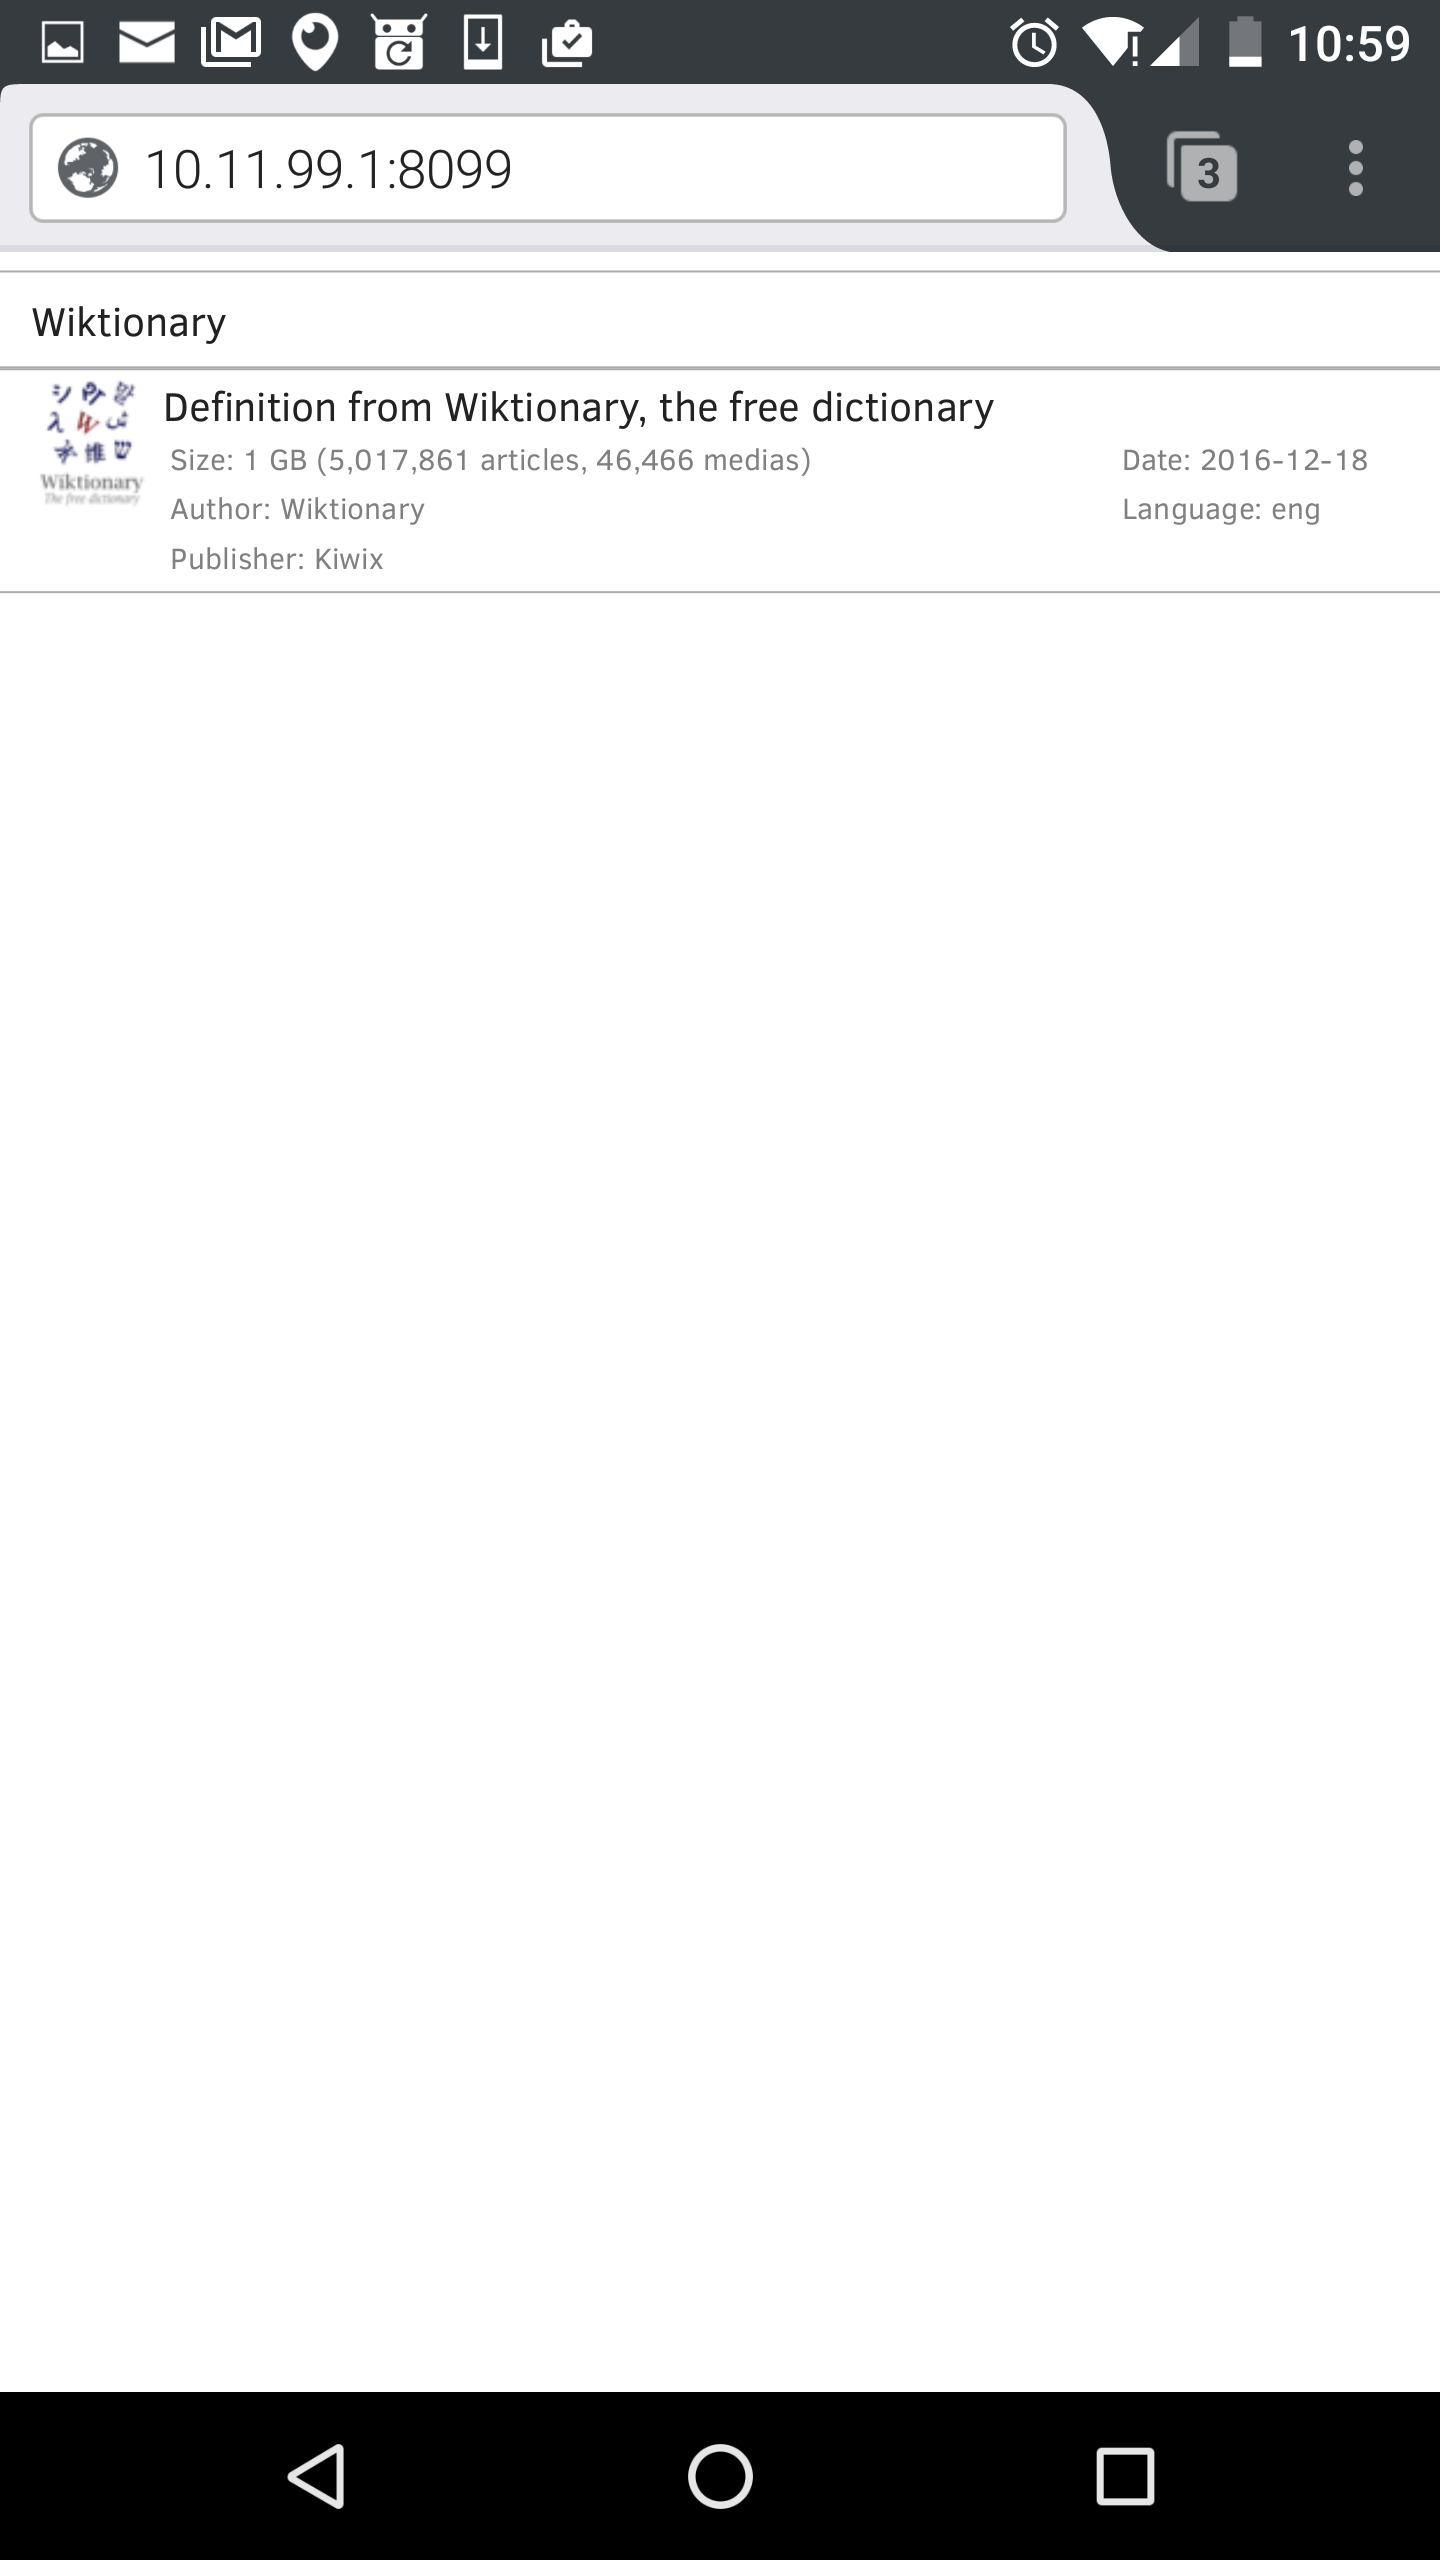 10:59
10.11.99.1:8099
3
Wiktionary
Definition from Wiktionary, the free dictionary
Size: 1 GB (5,017,861 articles, 46,466 medias) Date: 2016-12-18
Author: Wiktionary Language: eng
Publisher: Kiwix
シ
λ W
维 ש
Wiktionary
The free dictionary